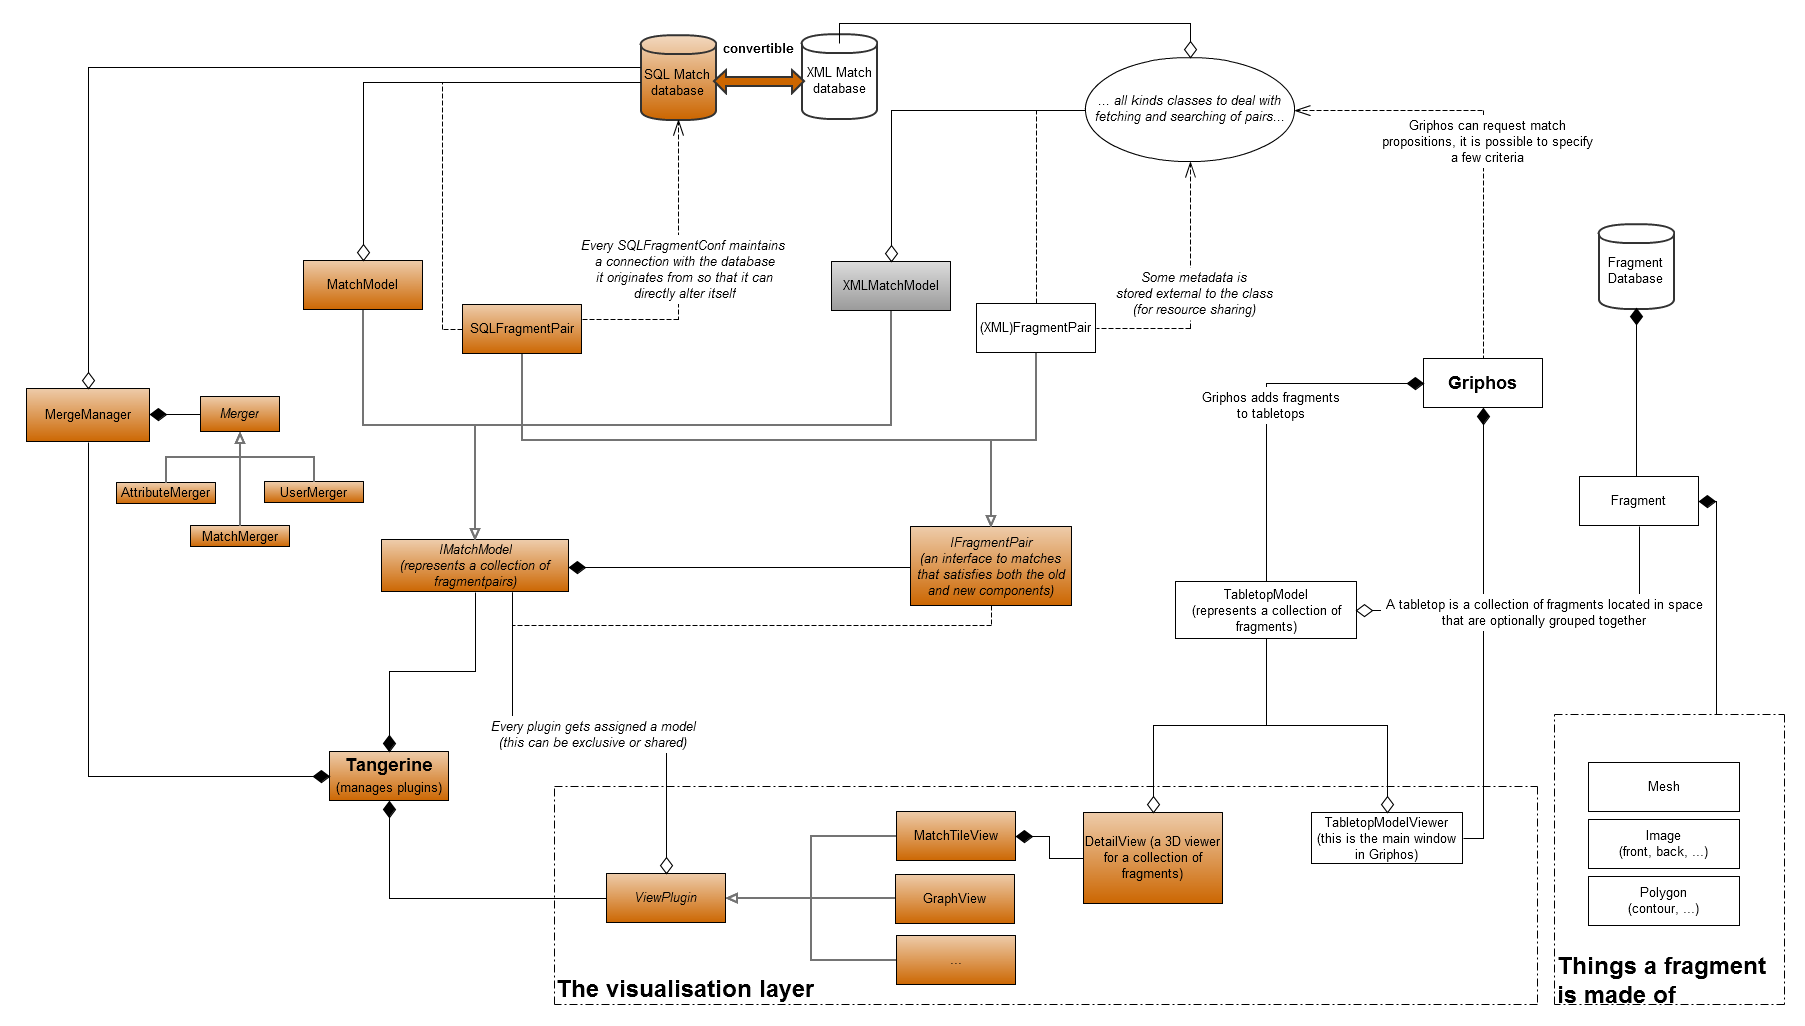 convertible
SQL Match
database
XML Match
database
... all kinds classes to deal with
fetching and searching of pairs...
Griphos can request match
propositions, it is possible to specify
a few criteria
Every SQLFragmentConf maintains
a connection with the database
it originates from so that it can
directly alter itself
Some metadata is
stored external to the class
(for resource sharing)
Fragment
Database
MatchModel
SQLFragmentPair
XMLMatchModel
(XML)FragmentPair
Griphos
Griphos adds fragments
to tabletops
MergeManager
Merger
AttributeMerger
UserMerger
MatchMerger
Fragment
IMatchModel
(represents a collection of
fragmentpairs)
IFragmentPair
(an interface to matches
that satisfies both the old
and new components)
TabletopModel
(represents a collection of
fragments)
A tabletop is a collection of fragments located in space
that are optionally grouped together
Every plugin gets assigned a model
(this can be exclusive or shared)
Tangerine
(manages plugins)
MatchTileView
DetailView (a 3D viewer
for a collection of
fragments)
TabletopModelViewer
(this is the main window
in Griphos)
ViewPlugin
GraphView
...
The visualisation layer
Mesh
Image
(front, back, ...)
Polygon
(contour, ...)
Things a fragment
is made of